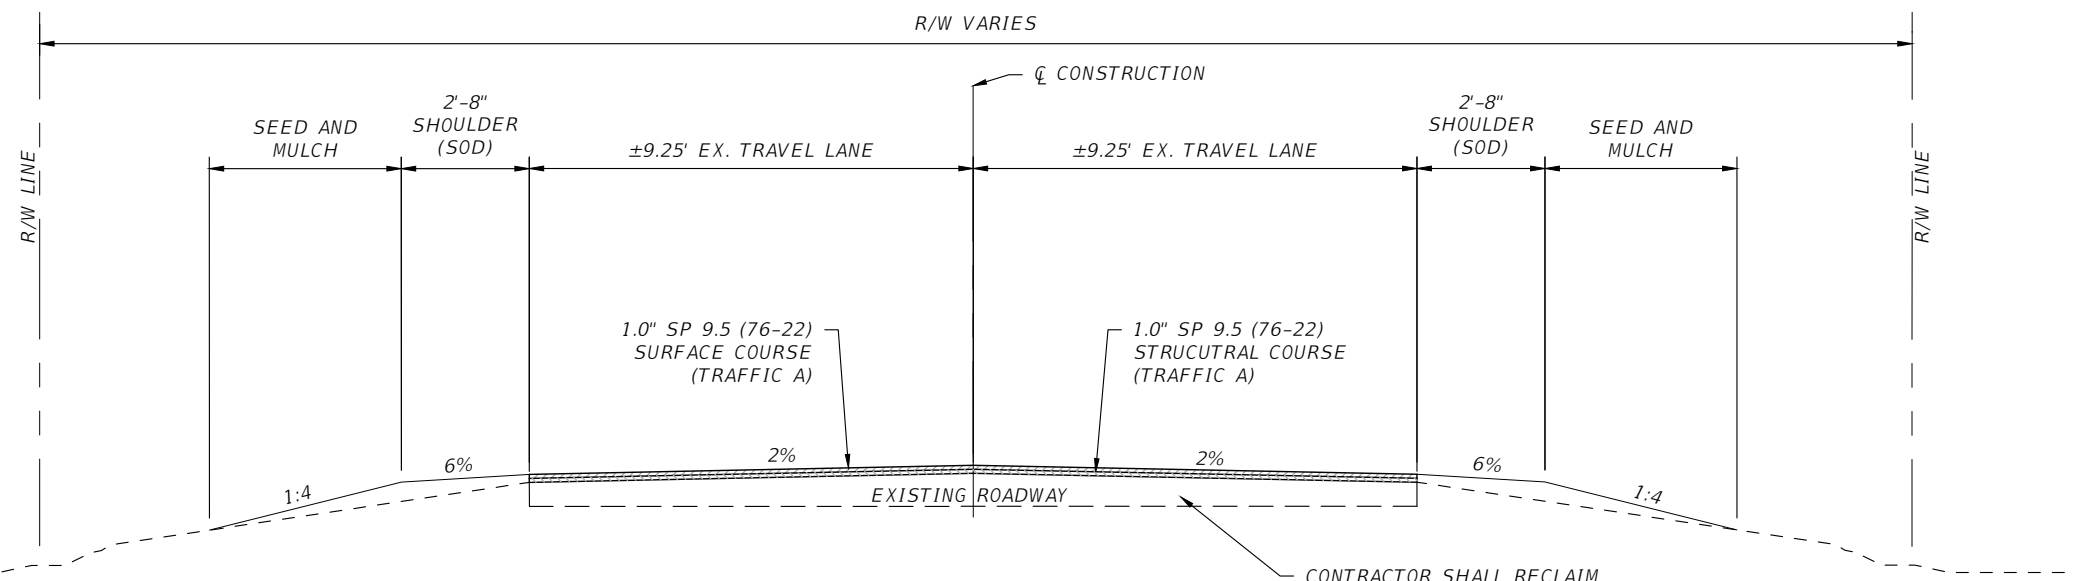 R/W VARIES
℄ CONSTRUCTION
2'-8"
SHOULDER
(SOD)
SEED AND
MULCH
±9.25' EX. TRAVEL LANE
±9.25' EX. TRAVEL LANE
2'-8"
SHOULDER
(SOD)
SEED AND
MULCH
R/W LINE
R/W LINE
1.0" SP 9.5 (76-22)
SURFACE COURSE
(TRAFFIC A)
1.0" SP 9.5 (76-22)
STRUCUTRAL COURSE
(TRAFFIC A)
1:4
6%
2%
2%
6%
1:4
EXISTING ROADWAY
CONTRACTOR SHALL RECLAIM